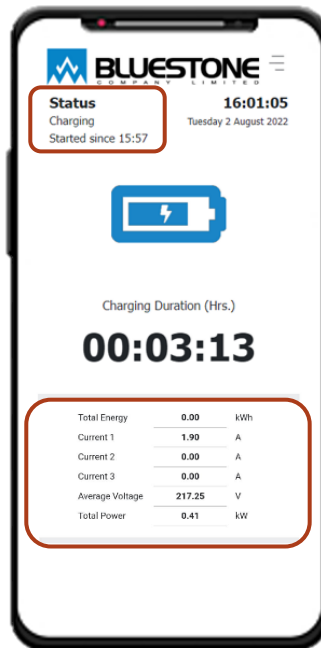 BLUESTONE
COMPANY LIMITED
Status 16:01:05
Charging Tuesday 2 August 2022
Started since 15:57
Charging Duration (Hrs.)
00:03:13
Total Energy 0.00 kWh
Current 1 1.90 A
Current 2 0.00 A
Current 3 0.00 A
Average Voltage 217.25 V
Total Power 0.41 kW